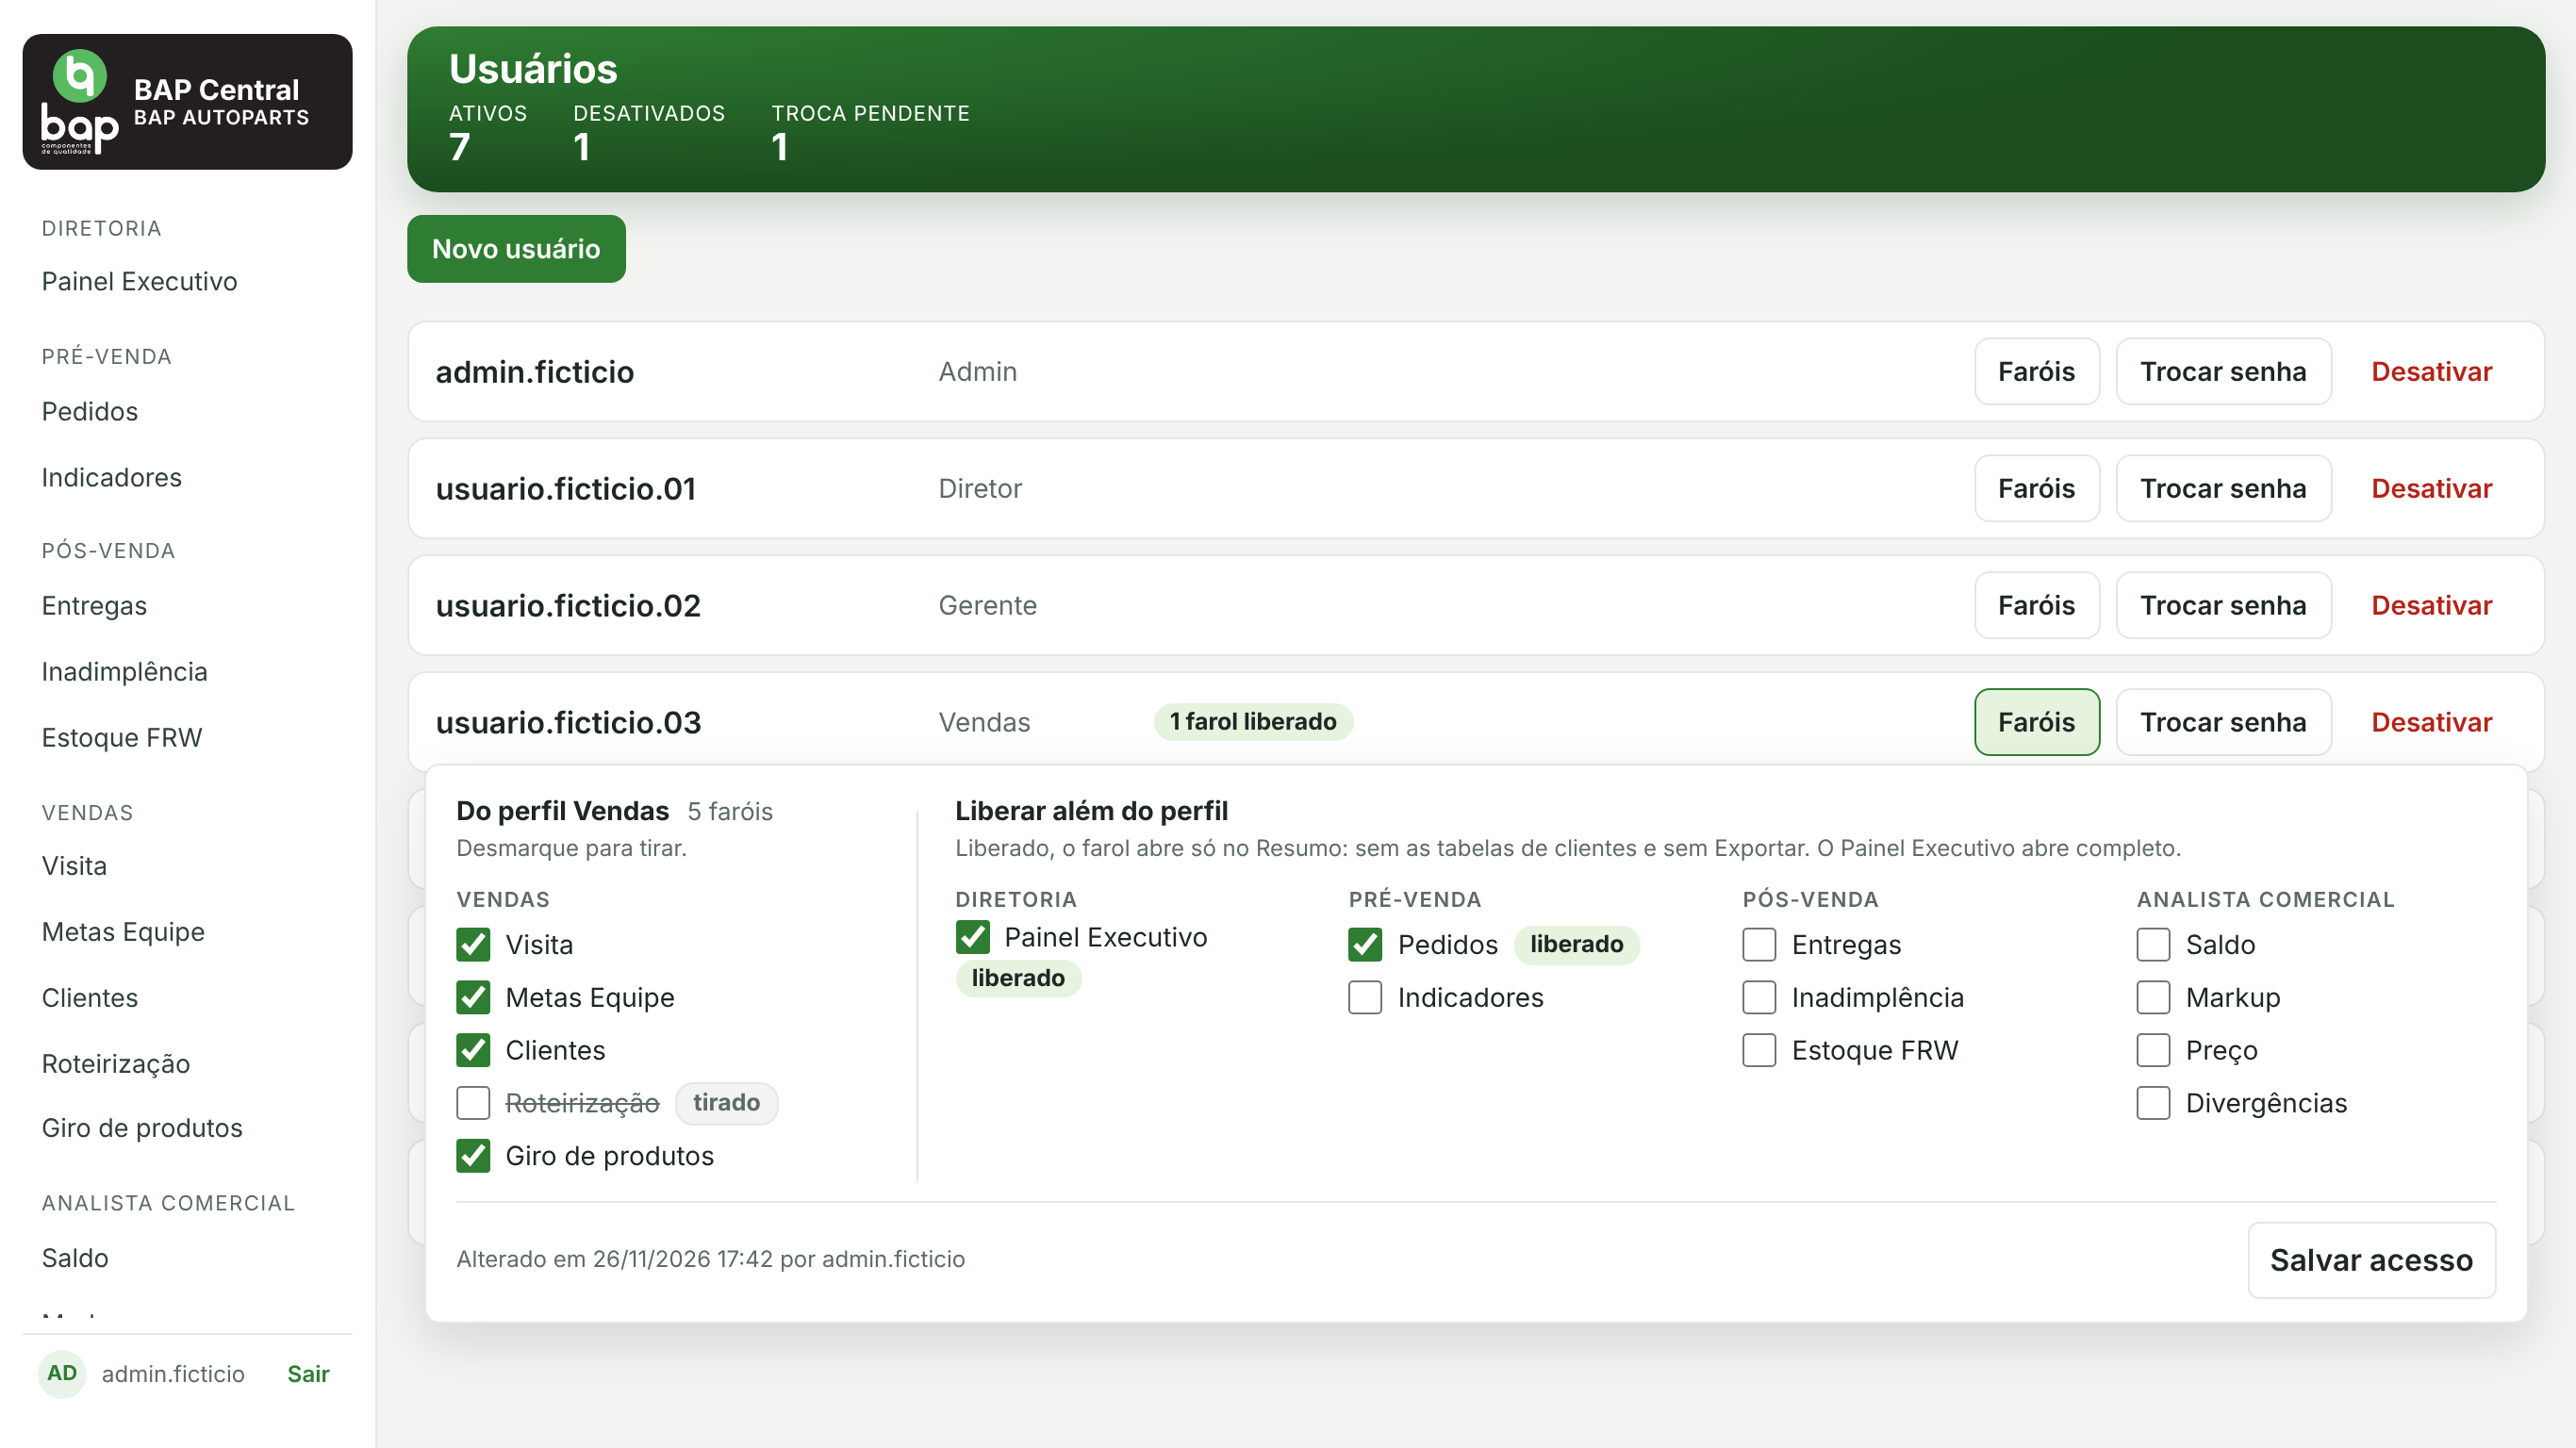 bap
componentes
de qualidade
BAP Central
BAP AUTOPARTS
DIRETORIA
Painel Executivo
PRÉ-VENDA
Pedidos
Indicadores
PÓS-VENDA
Entregas
Inadimplência
Estoque FRW
VENDAS
Visita
Metas Equipe
Clientes
Roteirização
Giro de produtos
ANALISTA COMERCIAL
Saldo
AD admin.ficticio Sair
Usuários
ATIVOS DESATIVADOS TROCA PENDENTE
7 1 1
Novo usuário
admin.ficticio Admin Faróis Trocar senha Desativar
usuario.ficticio.01 Diretor Faróis Trocar senha Desativar
usuario.ficticio.02 Gerente Faróis Trocar senha Desativar
usuario.ficticio.03 Vendas 1 farol liberado Faróis Trocar senha Desativar
Do perfil Vendas 5 faróis
Desmarque para tirar.
VENDAS
Visita
Metas Equipe
Clientes
Roteirização tirado
Giro de produtos
Liberar além do perfil
Liberado, o farol abre só no Resumo: sem as tabelas de clientes e sem Exportar. O Painel Executivo abre completo.
DIRETORIA
Painel Executivo
liberado
PRÉ-VENDA
Pedidos liberado
Indicadores
PÓS-VENDA
Entregas
Inadimplência
Estoque FRW
ANALISTA COMERCIAL
Saldo
Markup
Preço
Divergências
Alterado em 26/11/2026 17:42 por admin.ficticio
Salvar acesso